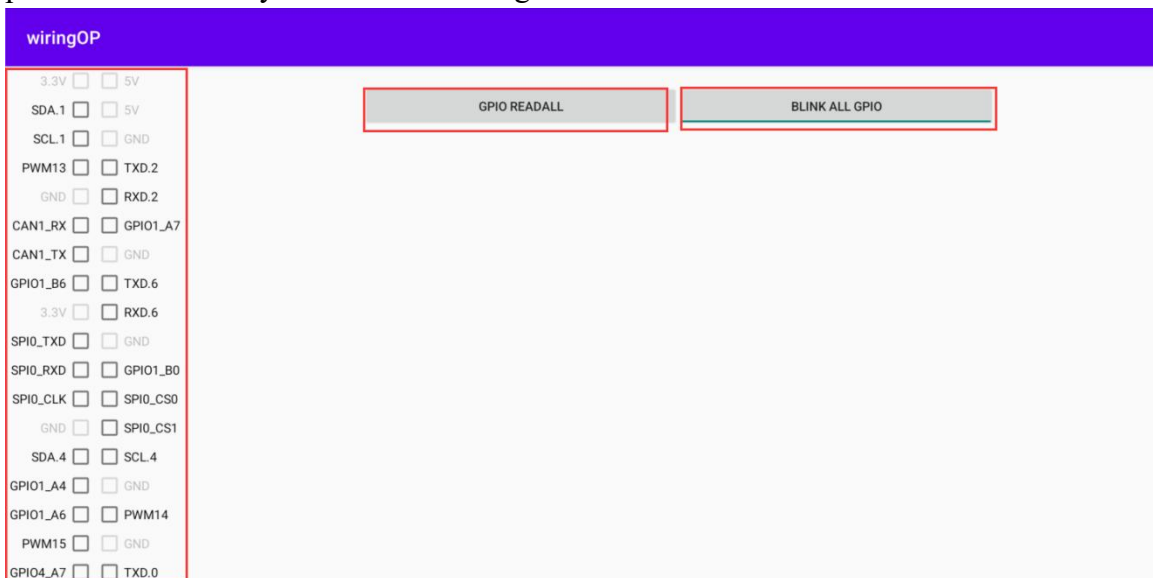 wiringOP
3.3V 5V
GPIO READALL BLINK ALL GPIO
SDA.1 5V
SCL.1 GND
PWM13 TXD.2
GND RXD.2
CAN1_RX GPIO1_A7
CAN1_TX GND
GPIO1_B6 TXD.6
3.3V RXD.6
SPI0_TXD GND
SPI0_RXD GPIO1_B0
SPI0_CLK SPI0_CS0
GND SPI0_CS1
SDA.4 SCL.4
GPIO1_A4 GND
GPIO1_A6 PWM14
PWM15 GND
GPIO4_A7 TXD.0